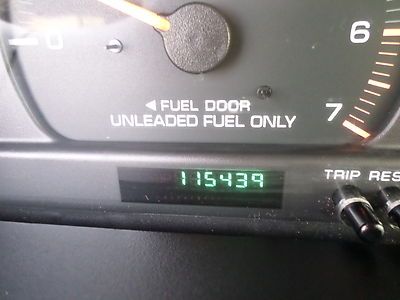 0
6
◄ FUEL DOOR
UNLEADED FUEL ONLY
7
115439
TRIP RES